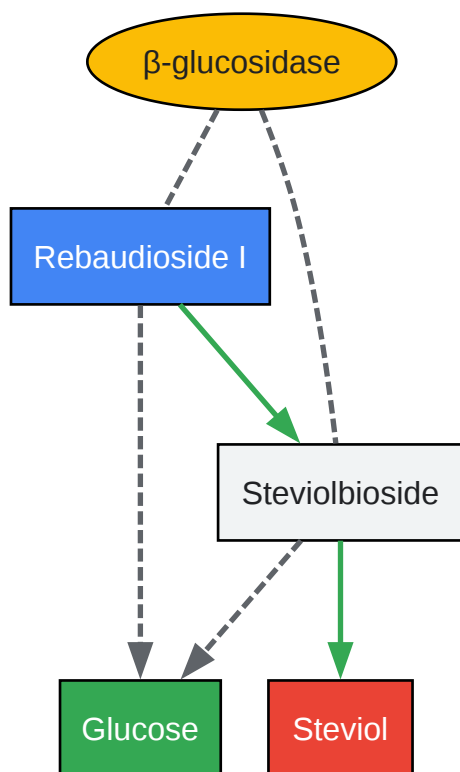 β-glucosidase
Rebaudioside I
Steviolbioside
Glucose
Steviol